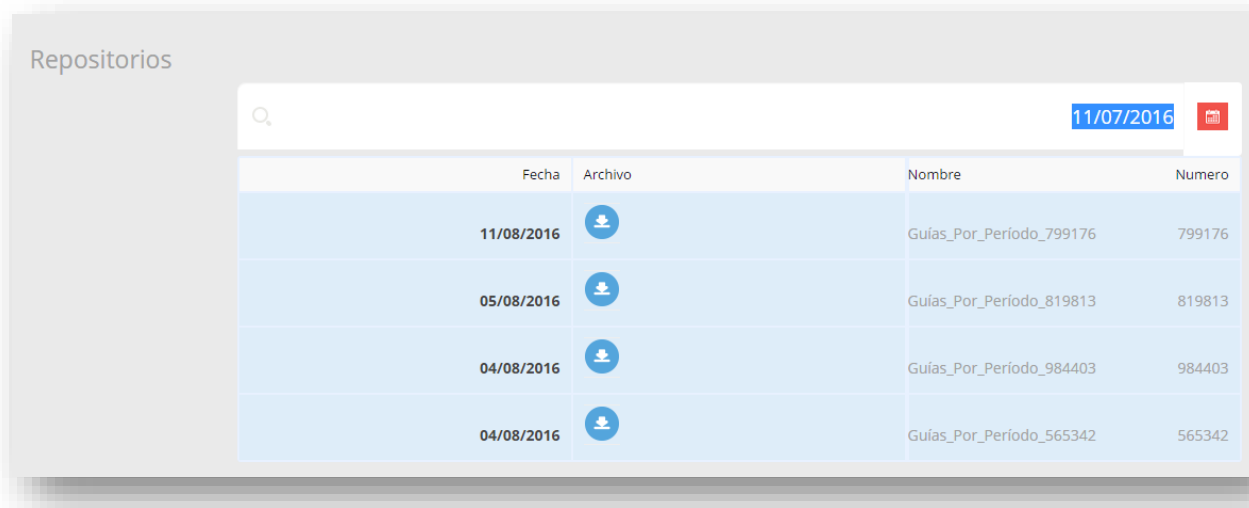 Repositorios
11/07/2016
Fecha Archivo Nombre Numero
11/08/2016 Guías_Por_Período_799176 799176
05/08/2016 Guías_Por_Período_819813 819813
04/08/2016 Guías_Por_Período_984403 984403
04/08/2016 Guías_Por_Período_565342 565342